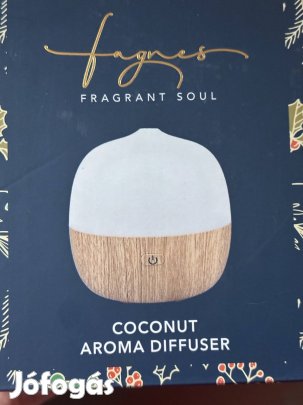 fagnes
FRAGRANT SOUL
COCONUT
AROMA DIFFUSER
Jófogás